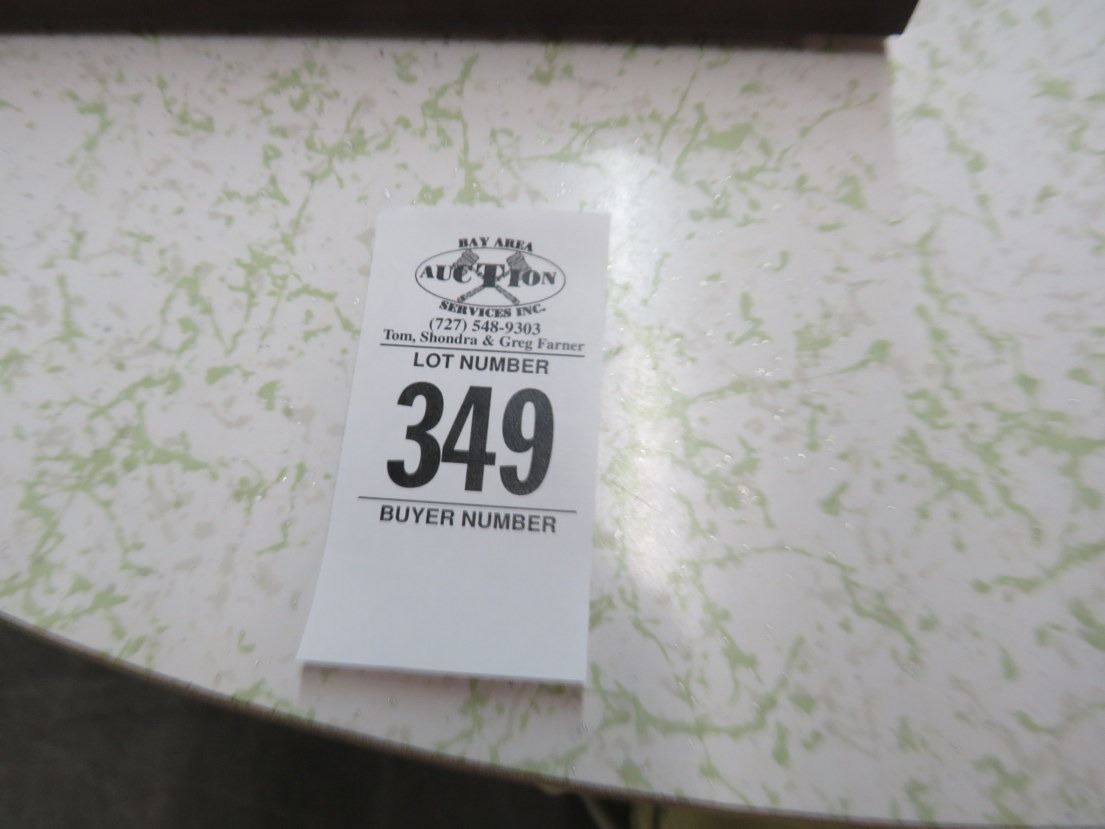 BAY AREA
AUCTION
SERVICES INC.
(727) 548-9303
Tom, Shondra & Greg Farner
LOT NUMBER
349
BUYER NUMBER